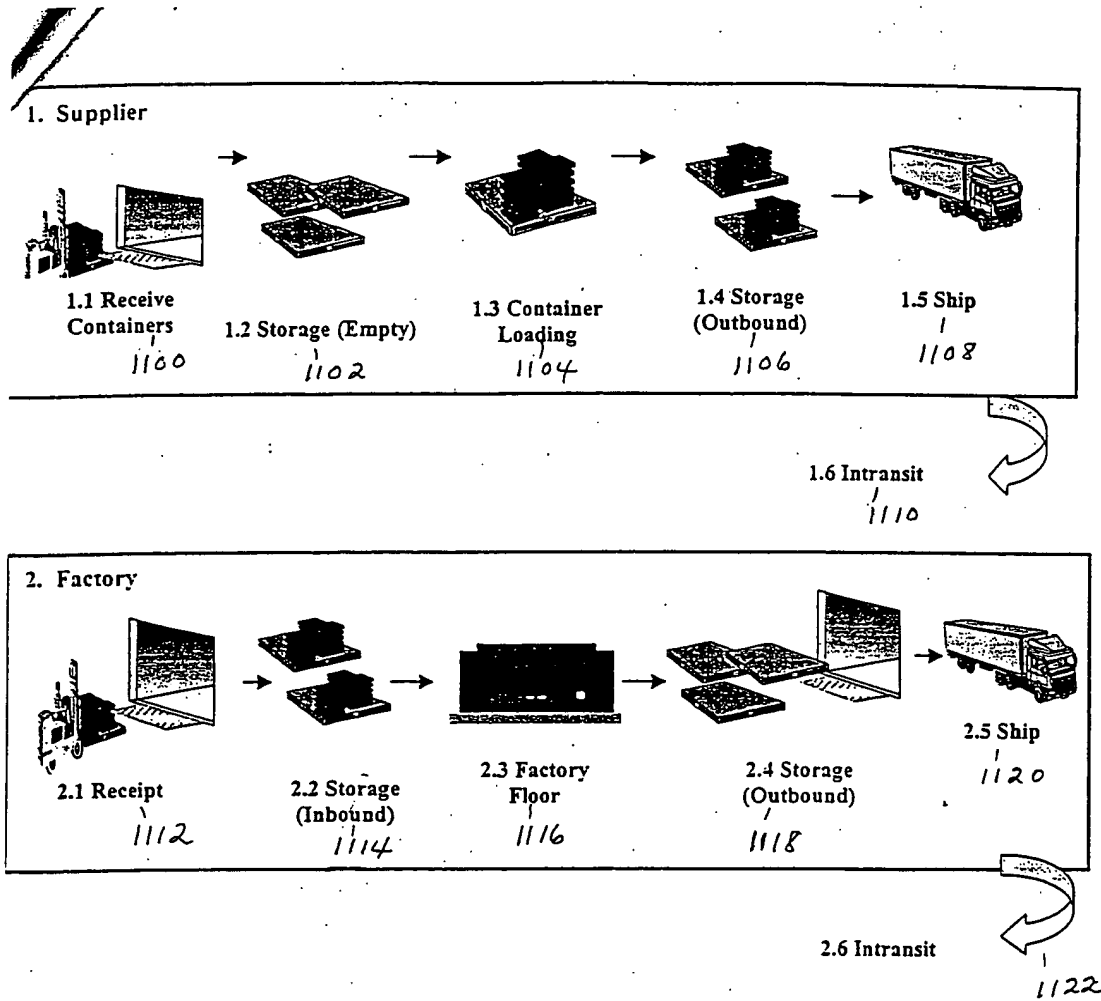 1. Supplier
1.1 Receive
Containers
1100
1.2 Storage (Empty)
1102
1.3 Container
Loading
1104
1.4 Storage
(Outbound)
1106
1.5 Ship
1108
1.6 Intransit
1110
2. Factory
2.1 Receipt
1112
2.2 Storage
(Inbound)
1114
2.3 Factory
Floor
1116
2.4 Storage
(Outbound)
1118
2.5 Ship
1120
2.6 Intransit
1122